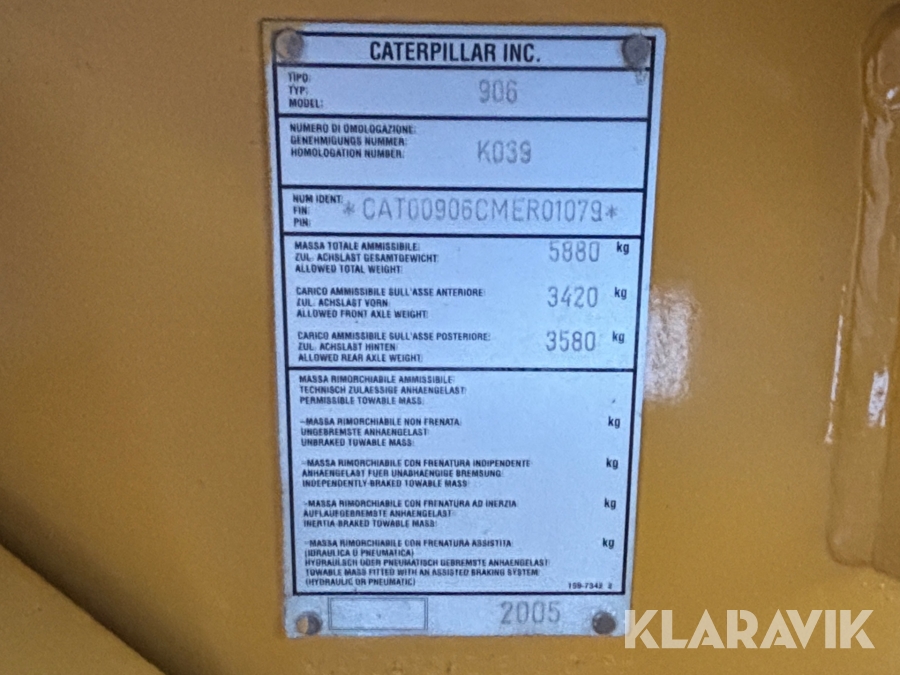 CATERPILLAR INC.
TIPO:
TYP: 906
MODEL:
NUMERO DI OMOLOGAZIONE:
GENEHMIGUNGS NUMMER: K039
HOMOLOGATION NUMBER:
NUM IDENT:
FIN: *CAT00906CMER01079*
PIN:
MASSA TOTALE AMMISSIBILE: 5880 kg
ZUL. ACHSLAST GESAMTGEWICHT:
ALLOWED TOTAL WEIGHT:
CARICO AMMISSIBILE SULL'ASSE ANTERIORE: 3420 kg
ZUL. ACHSLAST VORN:
ALLOWED FRONT AXLE WEIGHT:
CARICO AMMISSIBILE SULL'ASSE POSTERIORE: 3580 kg
ZUL. ACHSLAST HINTEN:
ALLOWED REAR AXLE WEIGHT:
MASSA RIMORCHIABILE AMMISSIBILE:
TECHNISCH ZULAESSIGE ANHAENGELAST:
PERMISSIBLE TOWABLE MASS:
-MASSA RIMORCHIABILE NON FRENATA: kg
UNGEBREMSTE ANHAENGELAST:
UNBRAKED TOWABLE MASS:
-MASSA RIMORCHIABILE CON FRENATURA INDIPENDENTE: kg
ANHAENGELAST FUER UNABHAENGIGE BREMSUNG:
INDEPENDENTLY-BRAKED TOWABLE MASS:
-MASSA RIMORCHIABILE CON FRENATURA AD INERZIA: kg
AUFLAUFGEBREMSTE ANHAENGELAST:
INERTIA-BRAKED TOWABLE MASS:
-MASSA RIMORCHIABILE CON FRENATURA ASSISTITA: kg
(IDRAULICA O PNEUMATICA)
HYDRAULISCH ODER PNEUMATISCH GEBREMSTE ANHAENGELAST:
TOWABLE MASS FITTED WITH AN ASSISTED BRAKING SYSTEM:
(HYDRAULIC OR PNEUMATIC) 159-7342 2
2005
KLARAVIK